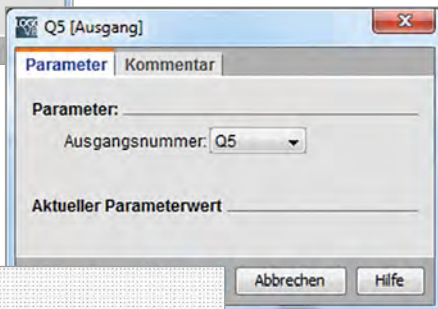 Q5 [Ausgang]
Parameter Kommentar
Parameter:
Ausgangsnummer: Q5
Aktueller Parameterwert
Abbrechen Hilfe